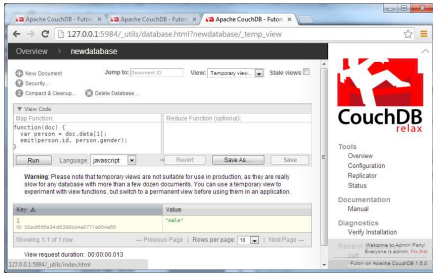 Apache CouchDB - Futon:
Apache CouchDB - Futon:
Apache CouchDB - Futon:
127.0.0.1:5984/_utils/database.html?newdatabase/_temp_view
Overview > newdatabase
New Document
Security...
Compact & Cleanup...
Delete Database...
Jump to: Document ID
View: Temporary view...
Stale views
View Code
Map Function:
function(doc) {
var person = doc.data[1];
emit(person.id, person.gender);
}
Reduce Function (optional):
Run
Language: javascript
Revert
Save As...
Save
Warning: Please note that temporary views are not suitable for use in production, as they are really
slow for any database with more than a few dozen documents. You can use a temporary view to
experiment with view functions, but switch to a permanent view before using them in an application.
Key
Value
1
"male"
Showing 1-1 of 1 row
← Previous Page | Rows per page: 10 | Next Page →
View request duration: 00:00:00.013
127.0.0.1:5984/_utils/index.html
CouchDB
relax
Tools
Overview
Configuration
Replicator
Status
Documentation
Manual
Diagnostics
Verify Installation
Recent
Welcome to Admin Party!
Everyone is admin. Fix this
Futon on Apache CouchDB 1.5.0